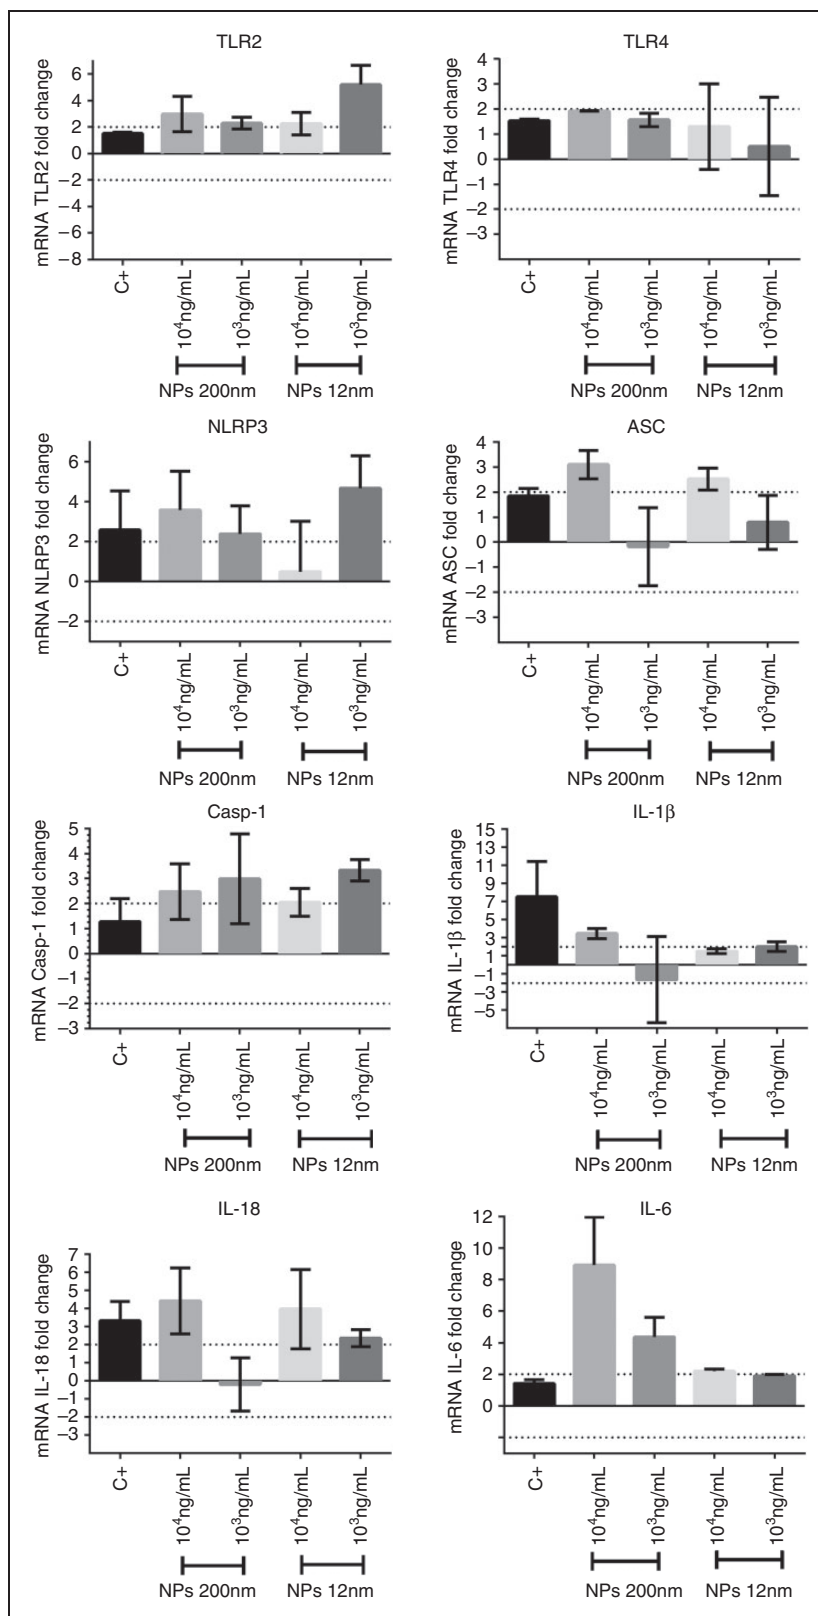 TLR2
mRNA TLR2 fold change
6
4
2
0
−2
−4
−6
−8
C+
10⁴ng/mL
10³ng/mL
10⁴ng/mL
10³ng/mL
NPs 200nm
NPs 12nm
TLR4
mRNA TLR4 fold change
4
3
2
1
0
−1
−2
−3
C+
10⁴ng/mL
10³ng/mL
10⁴ng/mL
10³ng/mL
NPs 200nm
NPs 12nm
NLRP3
mRNA NLRP3 fold change
6
4
2
0
−2
C+
10⁴ng/mL
10³ng/mL
10⁴ng/mL
10³ng/mL
NPs 200nm
NPs 12nm
ASC
mRNA ASC fold change
4
3
2
1
0
−1
−2
−3
C+
10⁴ng/mL
10³ng/mL
10⁴ng/mL
10³ng/mL
NPs 200nm
NPs 12nm
Casp-1
mRNA Casp-1 fold change
5
4
3
2
1
0
−1
−2
−3
C+
10⁴ng/mL
10³ng/mL
10⁴ng/mL
10³ng/mL
NPs 200nm
NPs 12nm
IL-1β
mRNA IL-1β fold change
15
13
11
9
7
5
3
1
−1
−3
−5
C+
10⁴ng/mL
10³ng/mL
10⁴ng/mL
10³ng/mL
NPs 200nm
NPs 12nm
IL-18
mRNA IL-18 fold change
7
6
5
4
3
2
1
0
−1
−2
−3
C+
10⁴ng/mL
10³ng/mL
10⁴ng/mL
10³ng/mL
NPs 200nm
NPs 12nm
IL-6
mRNA IL-6 fold change
12
10
8
6
4
2
0
C+
10⁴ng/mL
10³ng/mL
10⁴ng/mL
10³ng/mL
NPs 200nm
NPs 12nm